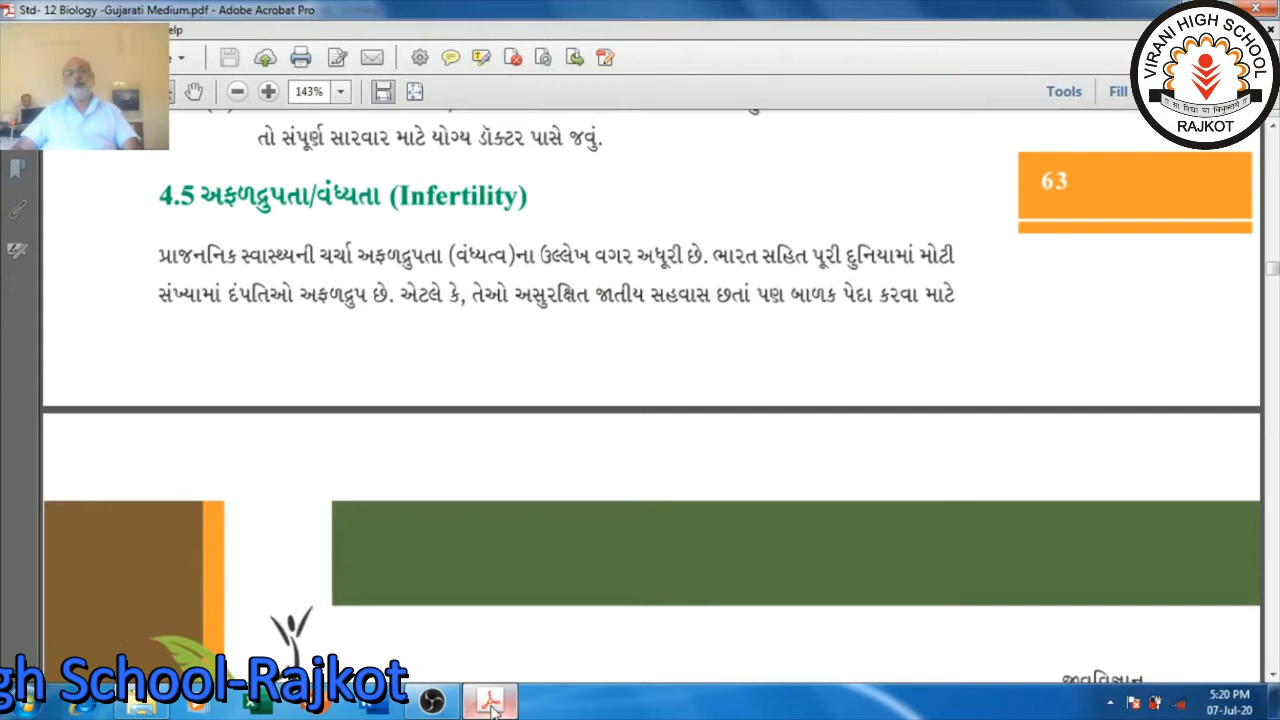 Std- 12 Biology -Gujarati Medium.pdf - Adobe Acrobat Pro
elp
143%
Tools
Fill
VIRANI HIGH SCHOOL
RAJKOT
તો સંપૂર્ણ સારવાર માટે યોગ્ય ડૉક્ટર પાસે જવું.
63
4.5 અફળદ્રુપતા/વંધ્યતા (Infertility)
પ્રાજનનિક સ્વાસ્થ્યની ચર્ચા અફળદ્રુપતા (વંધ્યત્વ)ના ઉલ્લેખ વગર અધૂરી છે. ભારત સહિત પૂરી દુનિયામાં મોટી
સંખ્યામાં દંપતિઓ અફળદ્રુપ છે. એટલે કે, તેઓ અસુરક્ષિત જાતીય સહવાસ છતાં પણ બાળક પેદા કરવા માટે
જીવવિજ્ઞાન
gh School-Rajkot
5:20 PM
07-Jul-20